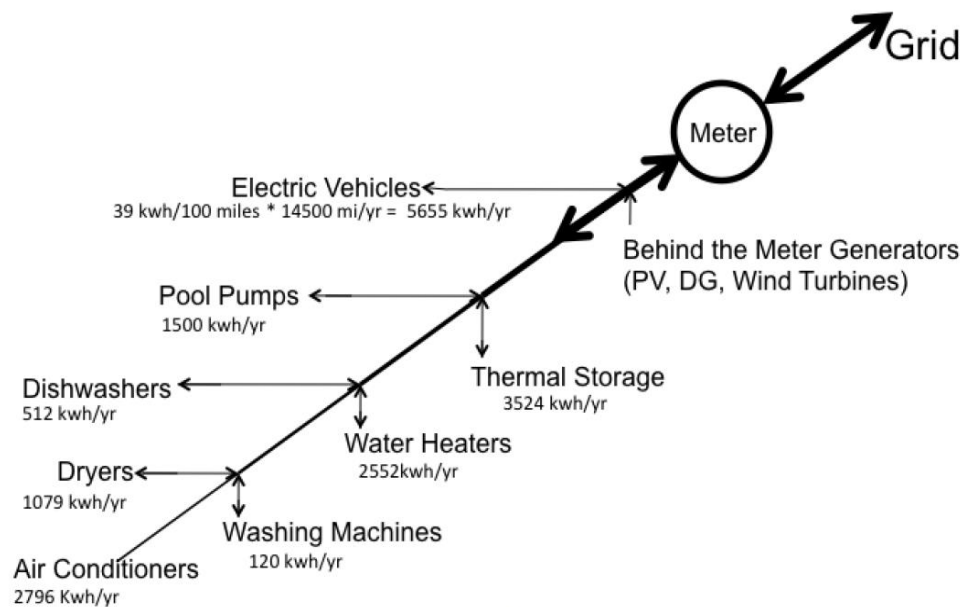 Grid
Meter
Electric Vehicles
39 kwh/100 miles * 14500 mi/yr = 5655 kwh/yr
Behind the Meter Generators
(PV, DG, Wind Turbines)
Pool Pumps
1500 kwh/yr
Thermal Storage
3524 kwh/yr
Dishwashers
512 kwh/yr
Water Heaters
2552kwh/yr
Dryers
1079 kwh/yr
Washing Machines
120 kwh/yr
Air Conditioners
2796 Kwh/yr